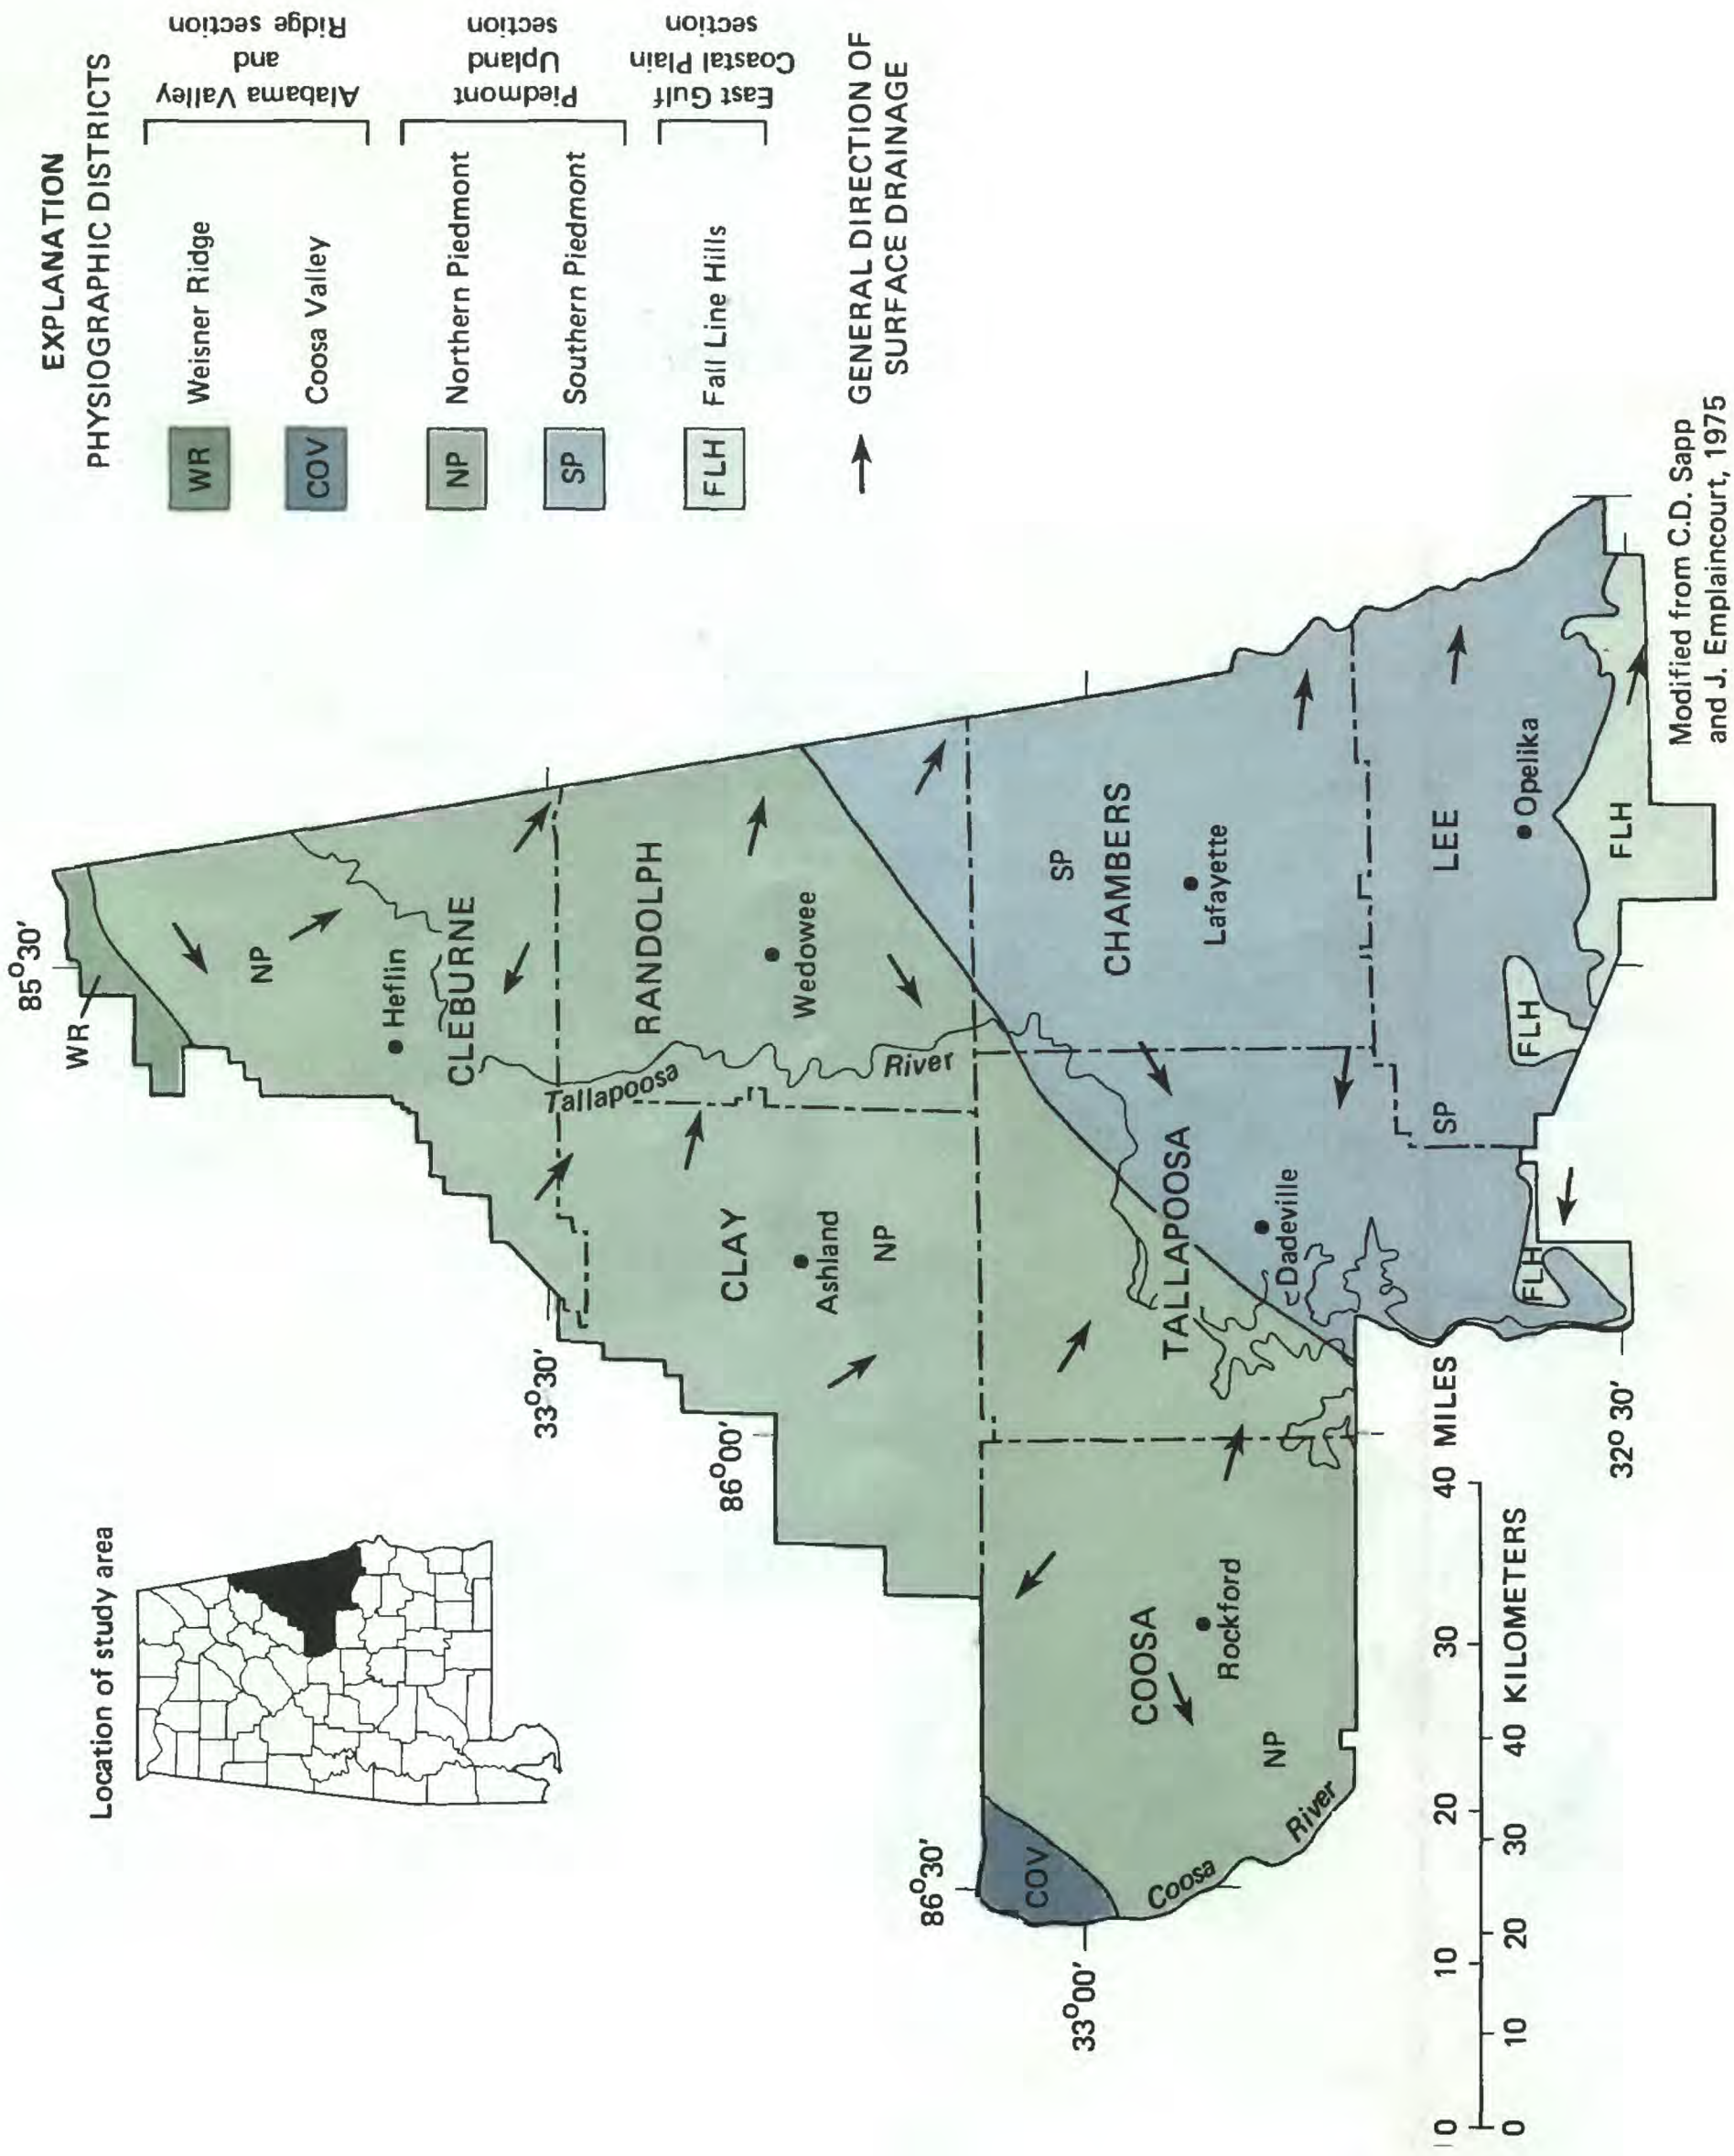 EXPLANATION
PHYSIOGRAPHIC DISTRICTS
WR Weisner Ridge
COV Coosa Valley
Alabama Valley
and
Ridge section
NP Northern Piedmont
SP Southern Piedmont
Piedmont
Upland
section
FLH Fall Line Hills
East Gulf
Coastal Plain
section
GENERAL DIRECTION OF
SURFACE DRAINAGE
Location of study area
85°30'
WR
NP
Heflin
CLEBURNE
33°30'
RANDOLPH
Wedowee
Tallapoosa
River
86°00'
CLAY
Ashland
NP
86°30'
COV
33°00'
COOSA
Rockford
NP
Coosa
River
TALLAPOOSA
Dadeville
SP
CHAMBERS
Lafayette
LEE
Opelika
SP
FLH
FLH
FLH
32°30'
0 10 20 30 40 MILES
0 10 20 30 40 KILOMETERS
Modified from C.D. Sapp
and J. Emplaincourt, 1975